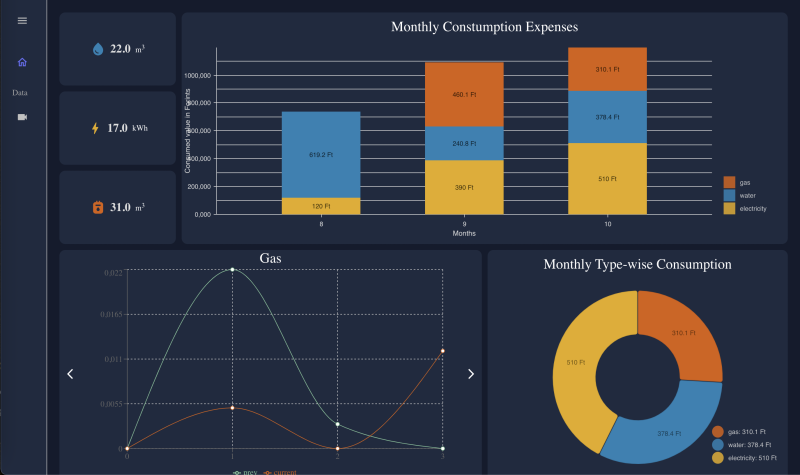 Data
22.0 m³
17.0 kWh
31.0 m³
Monthly Constumption Expenses
Consumed value in Forints
1000,000
800,000
600,000
400,000
200,000
0,000
619.2 Ft
120 Ft
460.1 Ft
240.8 Ft
390 Ft
310.1 Ft
378.4 Ft
510 Ft
8
9
10
Months
gas
water
electricity
Gas
0.022
0.0165
0.011
0.0055
0
0
1
2
3
prev
current
Monthly Type-wise Consumption
310.1 Ft
510 Ft
378.4 Ft
gas: 310.1 Ft
water: 378.4 Ft
electricity: 510 Ft